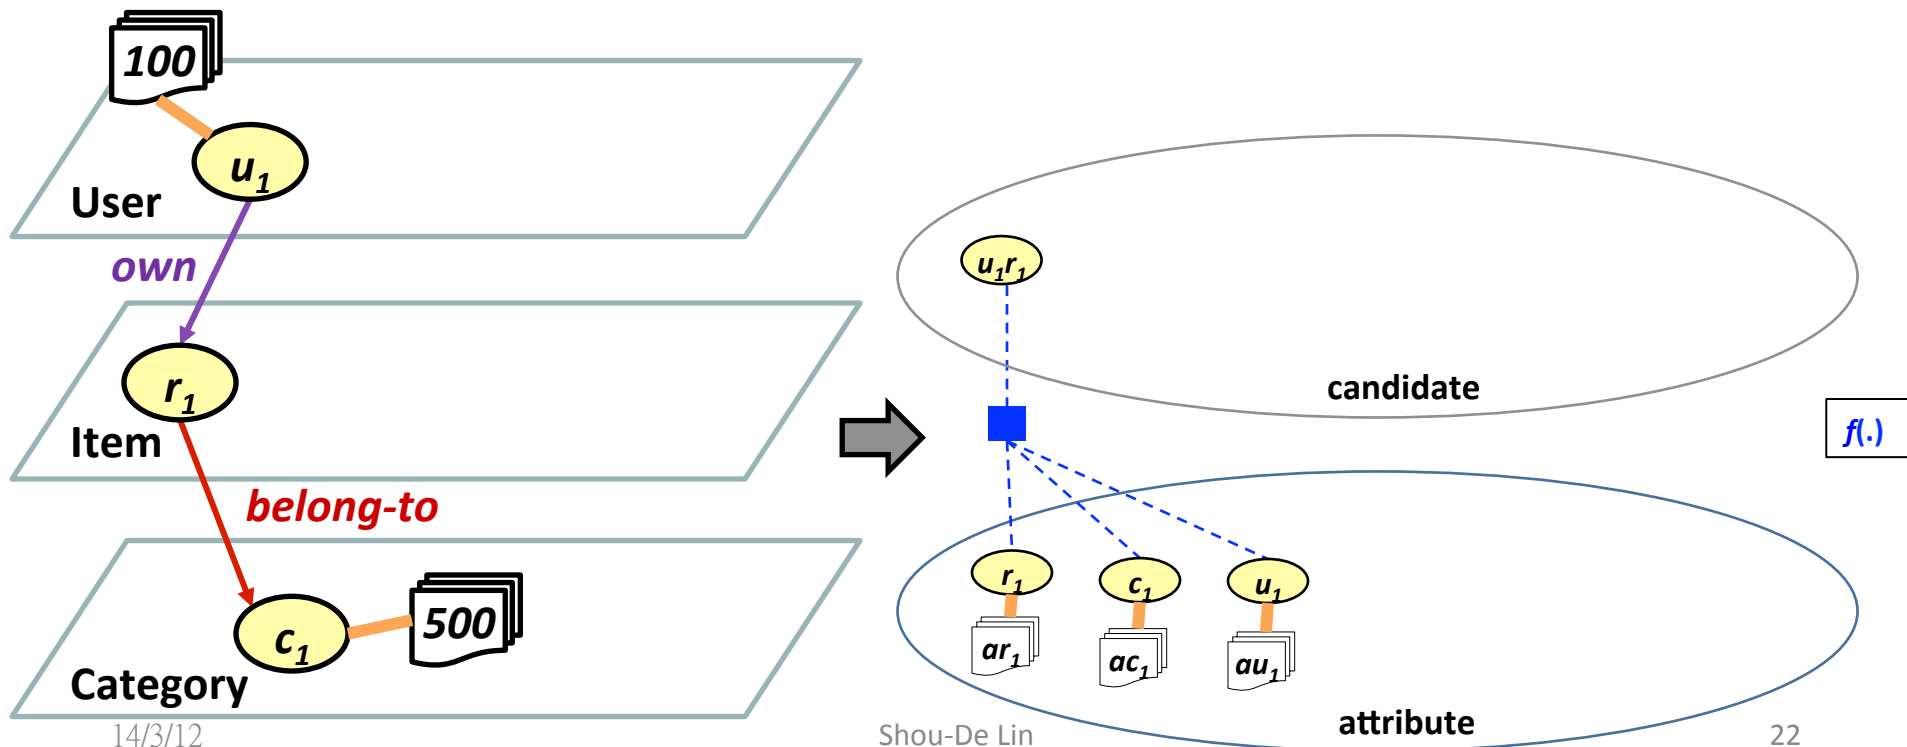 100
u₁
User
own
r₁
Item
belong-to
c₁
500
Category
u₁r₁
candidate
f(.)
r₁ c₁ u₁
ar₁ ac₁ au₁
attribute
14/3/12 Shou-De Lin 22